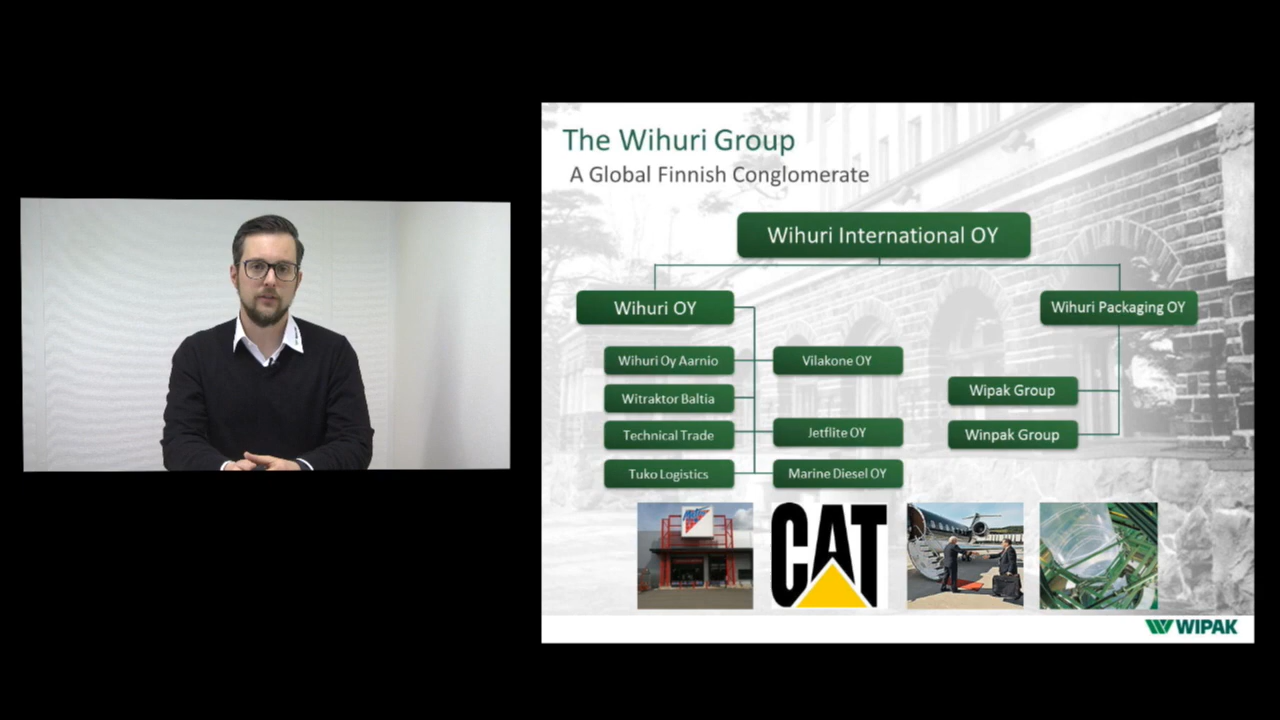 The Wihuri Group
A Global Finnish Conglomerate
Wihuri International OY
Wihuri OY
Wihuri Packaging OY
Wihuri Oy Aarnio
Vilakone OY
Witraktor Baltia
Wipak Group
Technical Trade
Jetflite OY
Winpak Group
Tuko Logistics
Marine Diesel OY
CAT
WIPAK